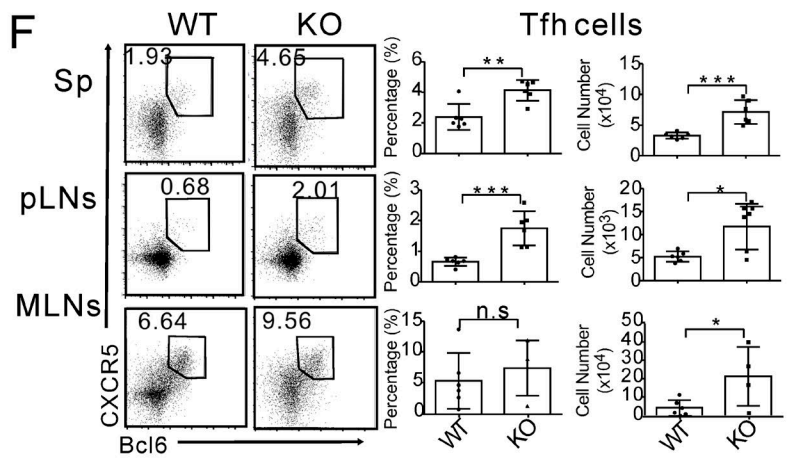 F
WT KO Tfh cells
Sp
1.93 4.65
Percentage (%)
0 2 4 6
**
Cell Number
(x10⁴)
0 5 10 15
***
pLNs
0.68 2.01
Percentage (%)
0 1 2 3
***
Cell Number
(x10³)
0 5 10 15 20
*
MLNs
6.64 9.56
Percentage (%)
0 5 10 15
n.s
Cell Number
(x10⁴)
0 10 20 30 40 50
*
CXCR5
Bcl6
WT KO WT KO